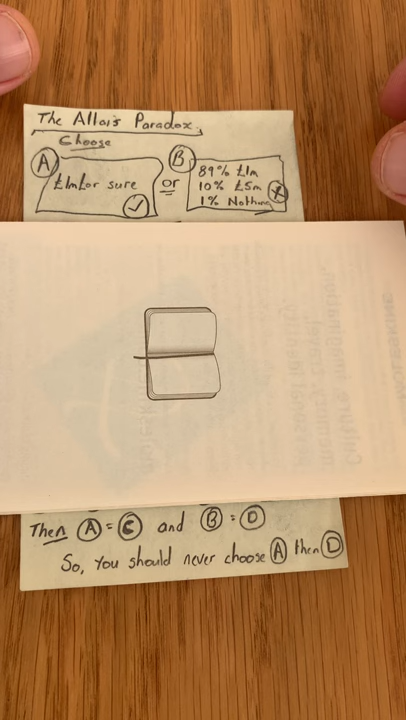 The Allais Paradox.
Choose
A £1m for sure or B 89% £1m
10% £5m
1% Nothing
Then A = C and B = D
So, you should never choose A then D